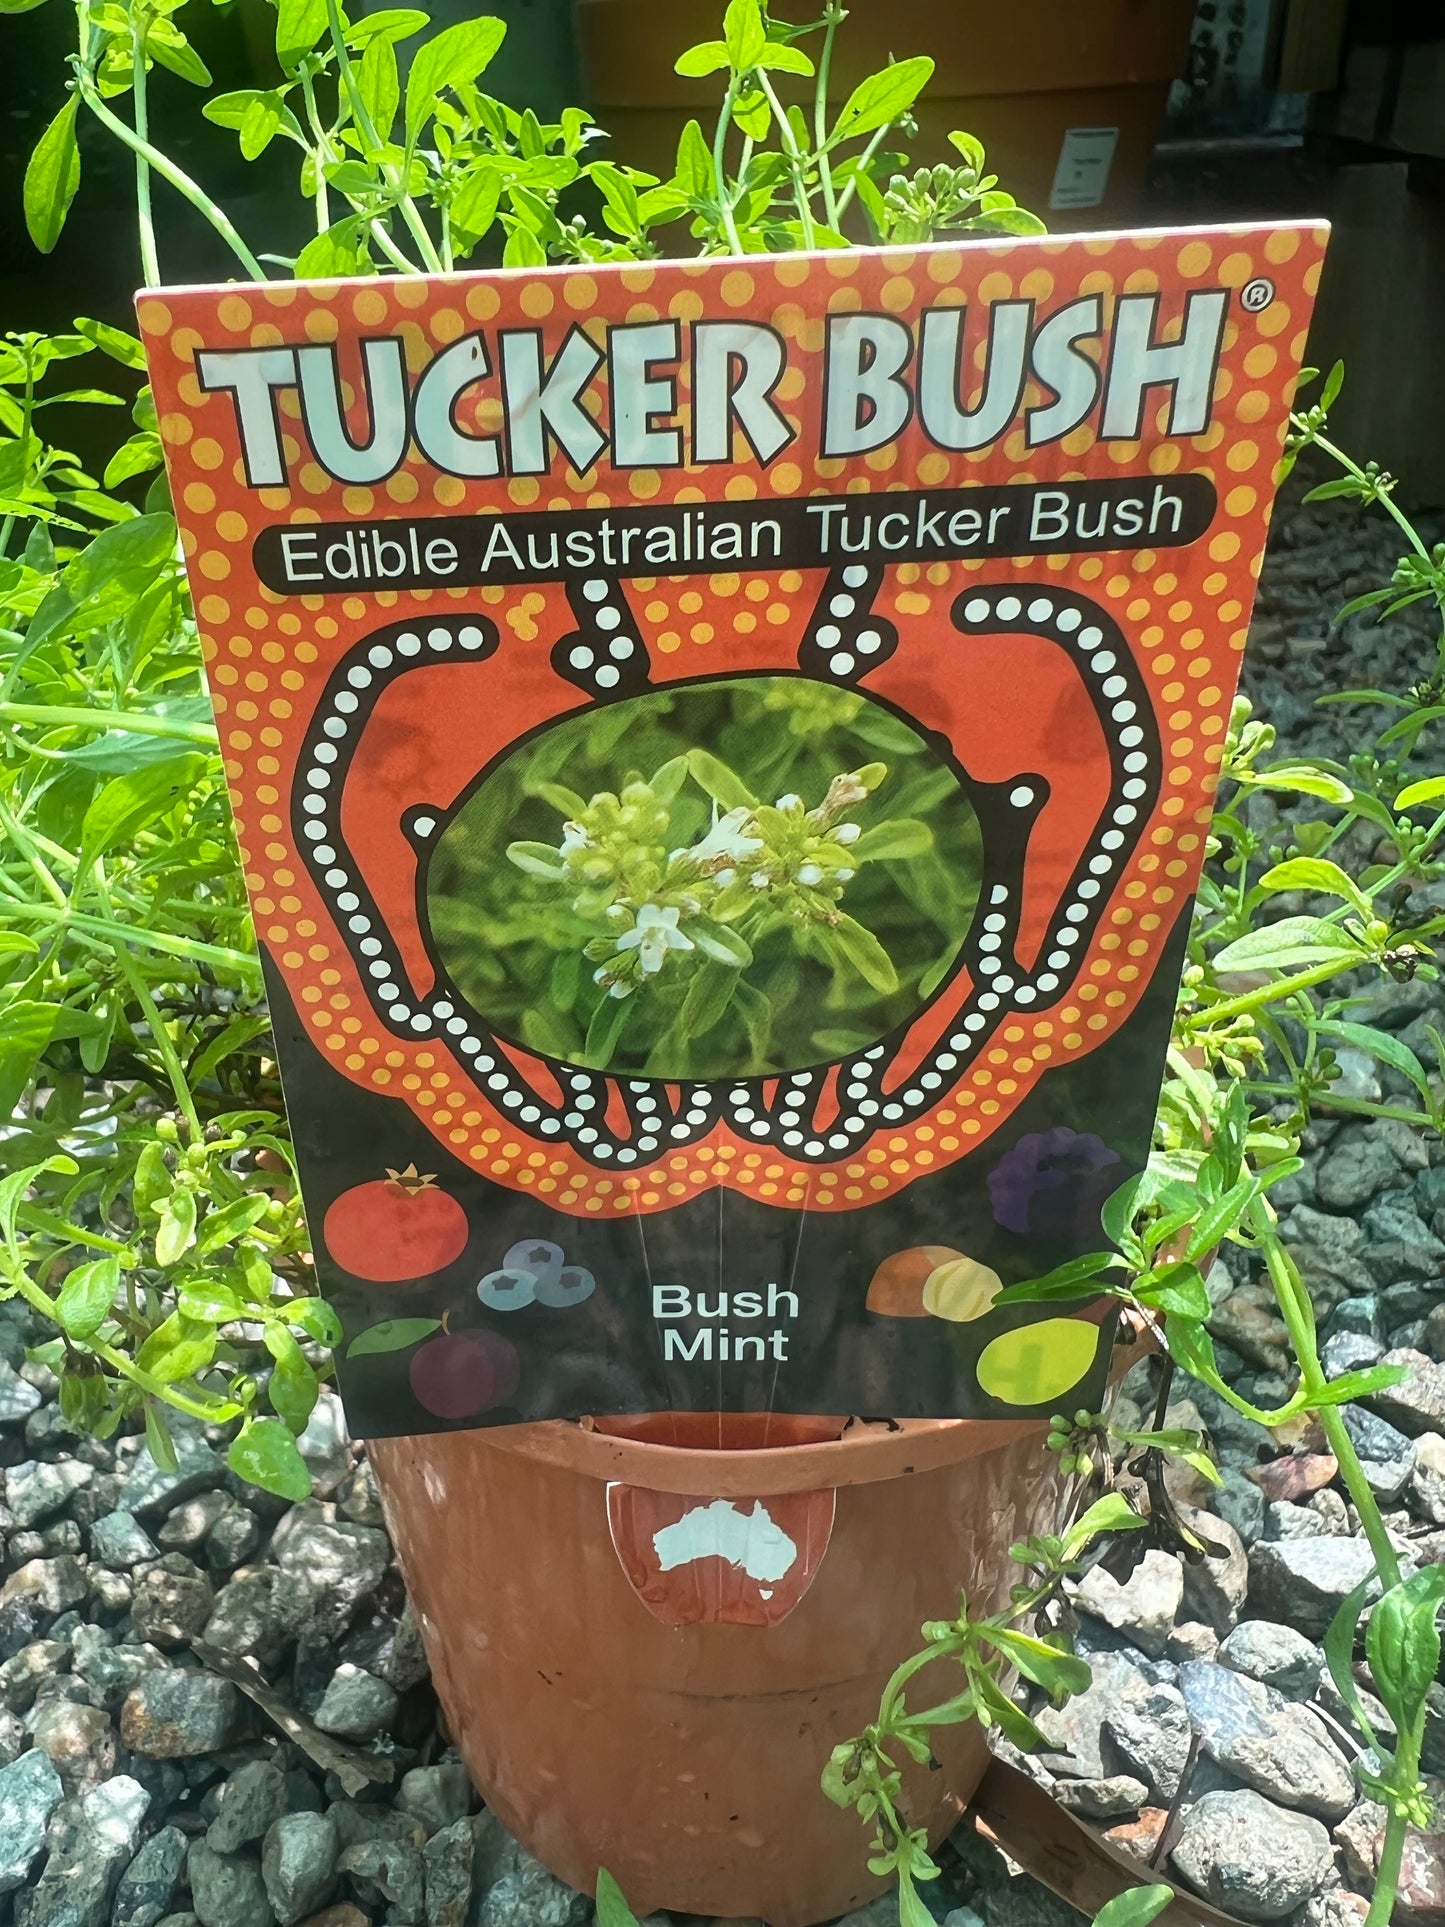 TUCKER BUSH®
Edible Australian Tucker Bush
Bush
Mint